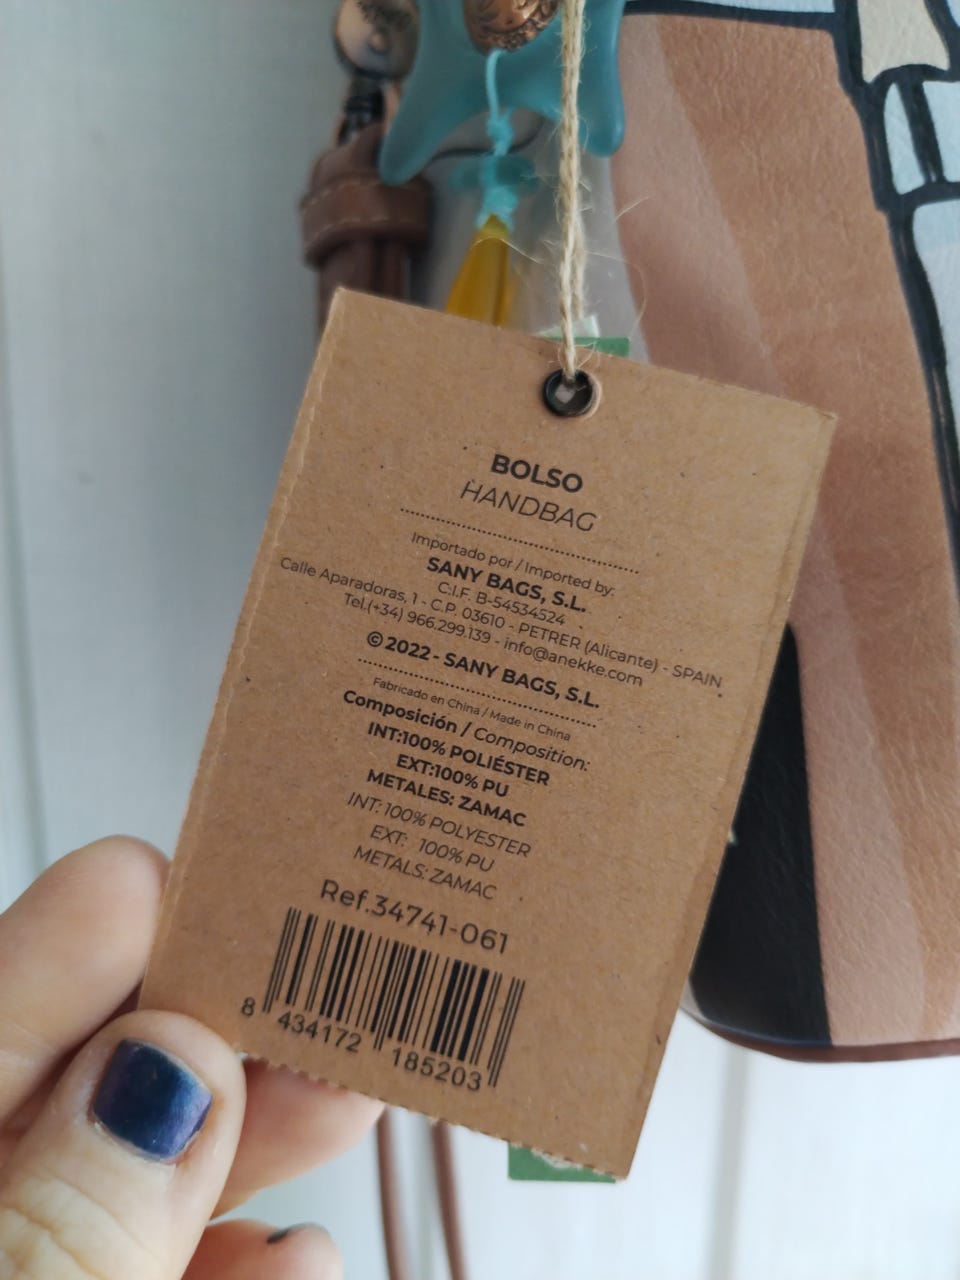 BOLSO
HANDBAG
Importado por / Imported by:
SANY BAGS, S.L.
C.I.F. B-54534524
Calle Aparadoras, 1 - C.P. 03610 - PETRER (Alicante) - SPAIN
Tel.(+34) 966.299.139 - info@anekke.com
©2022- SANY BAGS, S.L.
Fabricado en China / Made in China
Composición / Composition:
INT:100% POLIÉSTER
EXT:100% PU
METALES: ZAMAC
INT: 100% POLYESTER
EXT: 100% PU
METALS: ZAMAC
Ref.34741-061
8 434172 185203